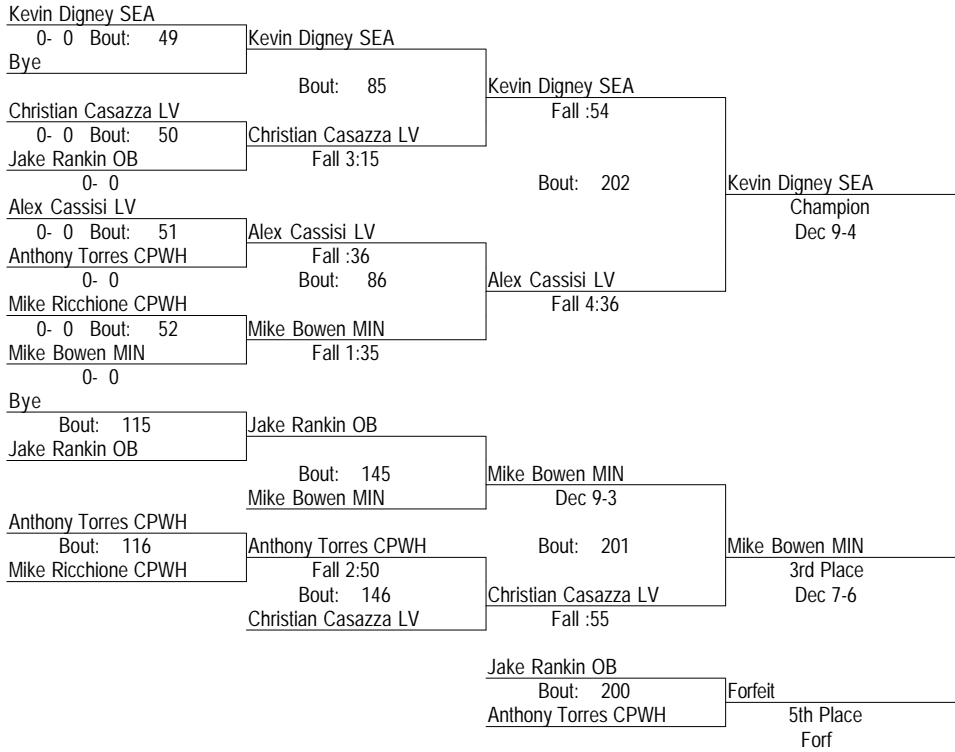 Kevin Digney SEA
0- 0 Bout: 49
Kevin Digney SEA
Bye
Bout: 85
Kevin Digney SEA
Christian Casazza LV
Fall :54
0- 0 Bout: 50
Christian Casazza LV
Jake Rankin OB
Fall 3:15
0- 0
Bout: 202
Kevin Digney SEA
Alex Cassisi LV
Champion
0- 0 Bout: 51
Alex Cassisi LV
Dec 9-4
Anthony Torres CPWH
Fall :36
0- 0
Bout: 86
Alex Cassisi LV
Mike Ricchione CPWH
Fall 4:36
0- 0 Bout: 52
Mike Bowen MIN
Mike Bowen MIN
Fall 1:35
0- 0
Bye
Bout: 115
Jake Rankin OB
Jake Rankin OB
Bout: 145
Mike Bowen MIN
Mike Bowen MIN
Dec 9-3
Anthony Torres CPWH
Bout: 116
Anthony Torres CPWH
Bout: 201
Mike Bowen MIN
Mike Ricchione CPWH
Fall 2:50
3rd Place
Bout: 146
Christian Casazza LV
Dec 7-6
Christian Casazza LV
Fall :55
Jake Rankin OB
Bout: 200
Forfeit
Anthony Torres CPWH
5th Place
Forf